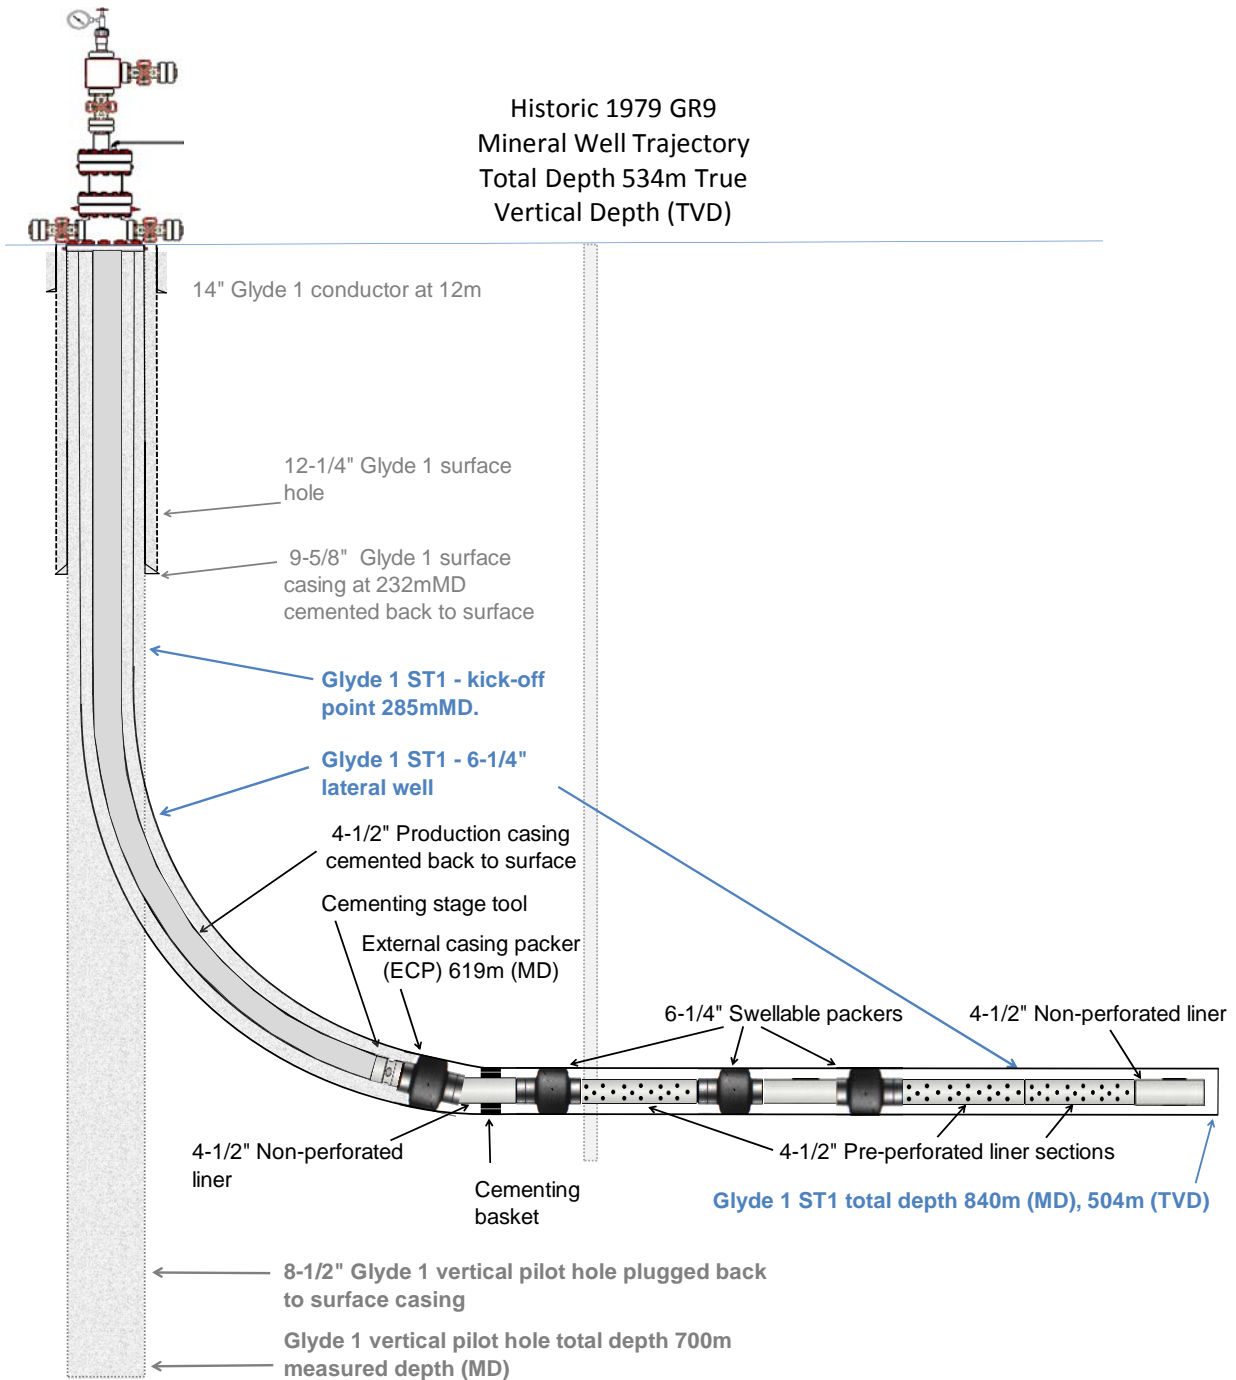 Historic 1979 GR9
Mineral Well Trajectory
Total Depth 534m True
Vertical Depth (TVD)
14" Glyde 1 conductor at 12m
12-1/4" Glyde 1 surface
hole
9-5/8" Glyde 1 surface
casing at 232mMD
cemented back to surface
Glyde 1 ST1 - kick-off
point 285mMD.
Glyde 1 ST1 - 6-1/4"
lateral well
4-1/2" Production casing
cemented back to surface
Cementing stage tool
External casing packer
(ECP) 619m (MD)
6-1/4" Swellable packers
4-1/2" Non-perforated liner
4-1/2" Non-perforated
liner
4-1/2" Pre-perforated liner sections
Cementing
basket
Glyde 1 ST1 total depth 840m (MD), 504m (TVD)
8-1/2" Glyde 1 vertical pilot hole plugged back
to surface casing
Glyde 1 vertical pilot hole total depth 700m
measured depth (MD)